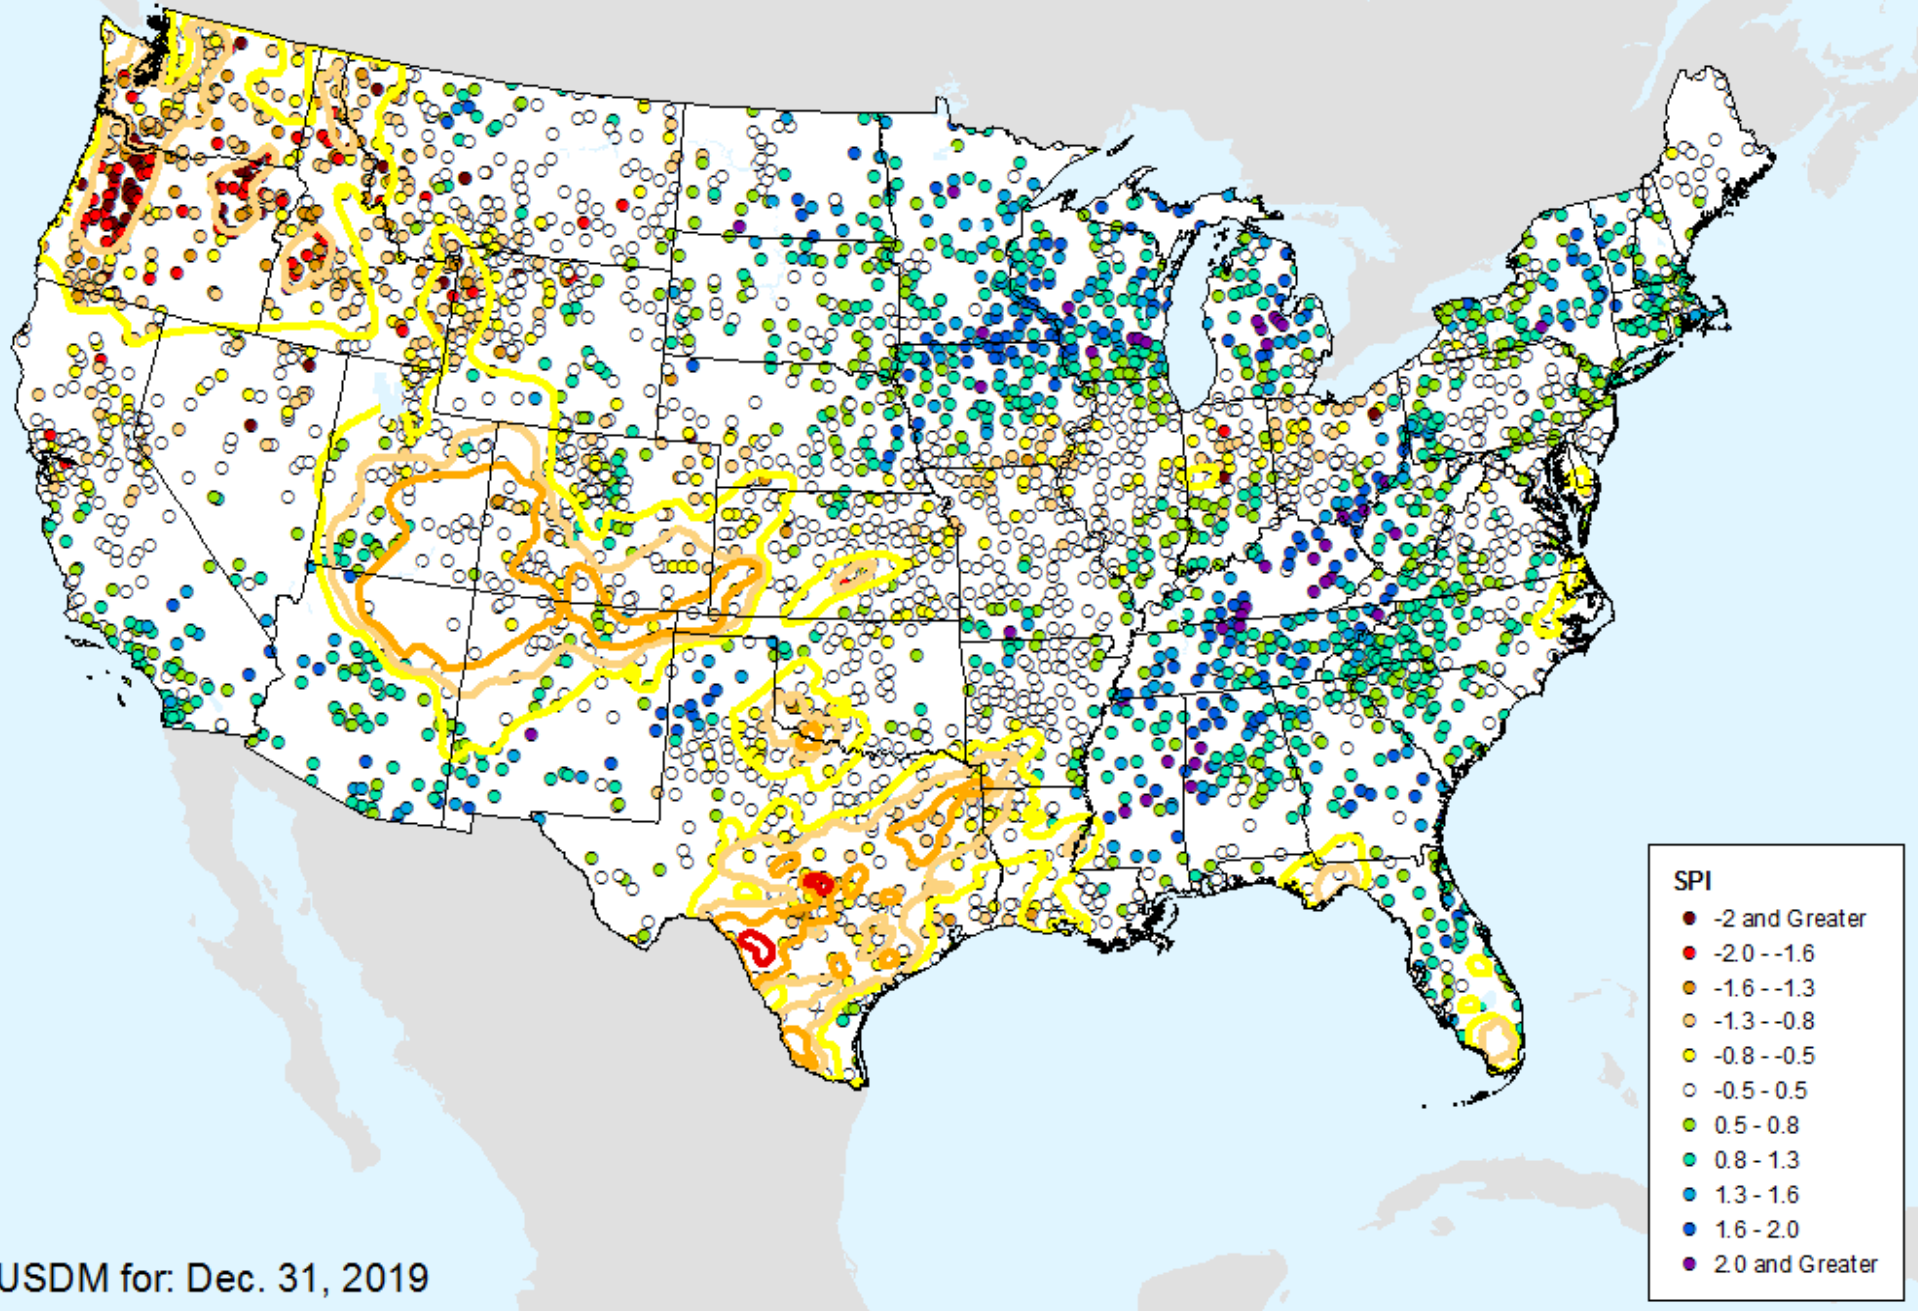 SPI
-2 and Greater
-2.0 - -1.6
-1.6 - -1.3
-1.3 - -0.8
-0.8 - -0.5
-0.5 - 0.5
0.5 - 0.8
0.8 - 1.3
1.3 - 1.6
1.6 - 2.0
2.0 and Greater
USDM for: Dec. 31, 2019